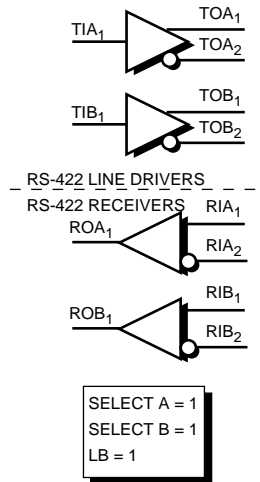 TIA1 TOA1
TOA2
TIB1 TOB1
TOB2
RS-422 LINE DRIVERS
RS-422 RECEIVERS
ROA1 RIA1
RIA2
ROB1 RIB1
RIB2
SELECT A = 1
SELECT B = 1
LB = 1